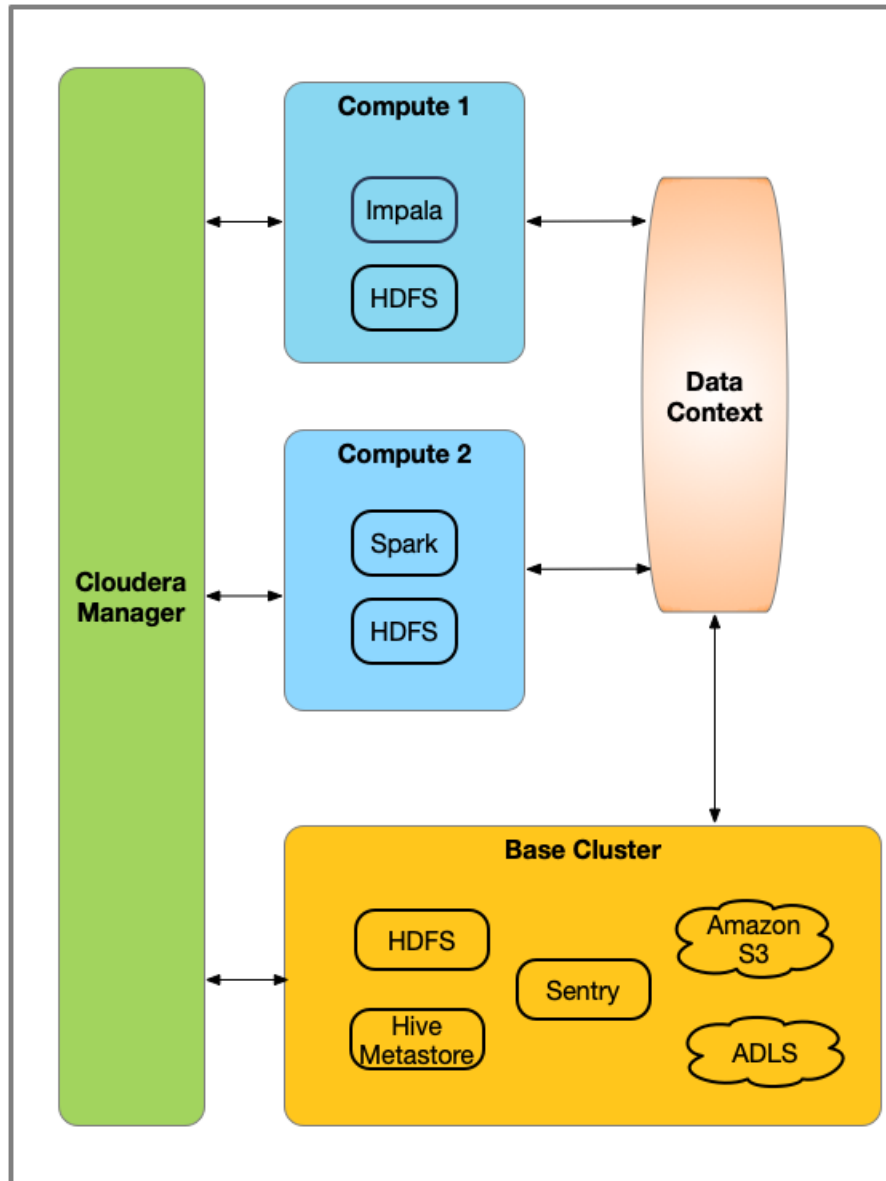 Cloudera
Manager
Compute 1
Impala
HDFS
Compute 2
Spark
HDFS
Data
Context
Base Cluster
HDFS
Hive
Metastore
Sentry
Amazon
S3
ADLS